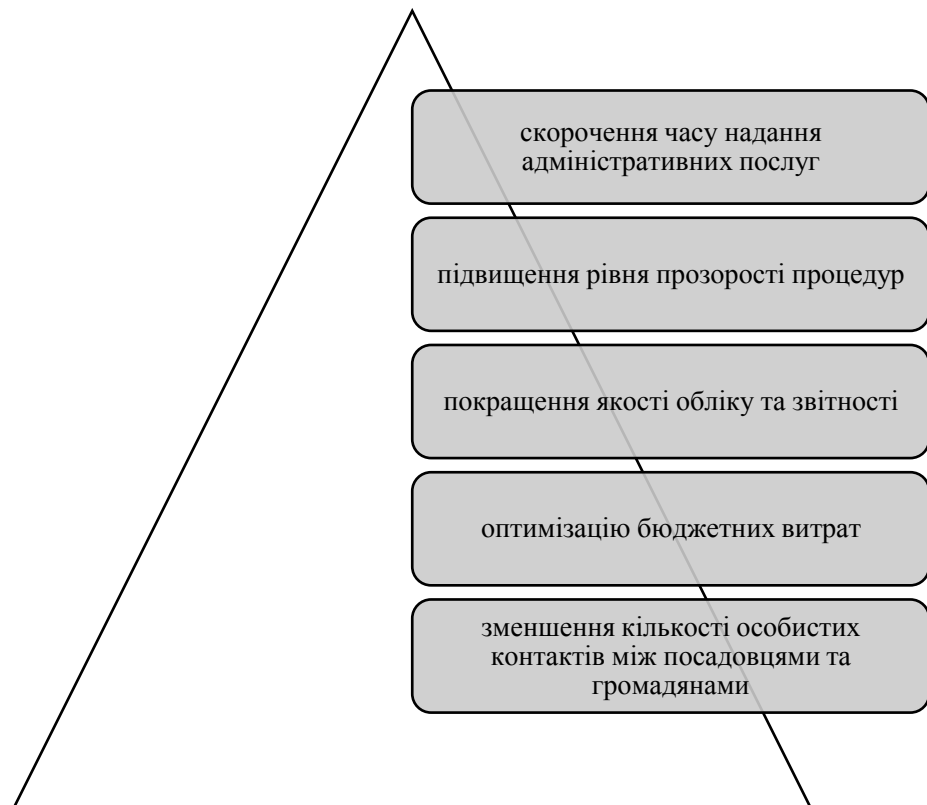 скорочення часу надання
адміністративних послуг
підвищення рівня прозорості процедур
покращення якості обліку та звітності
оптимізацію бюджетних витрат
зменшення кількості особистих
контактів між посадовцями та
громадянами